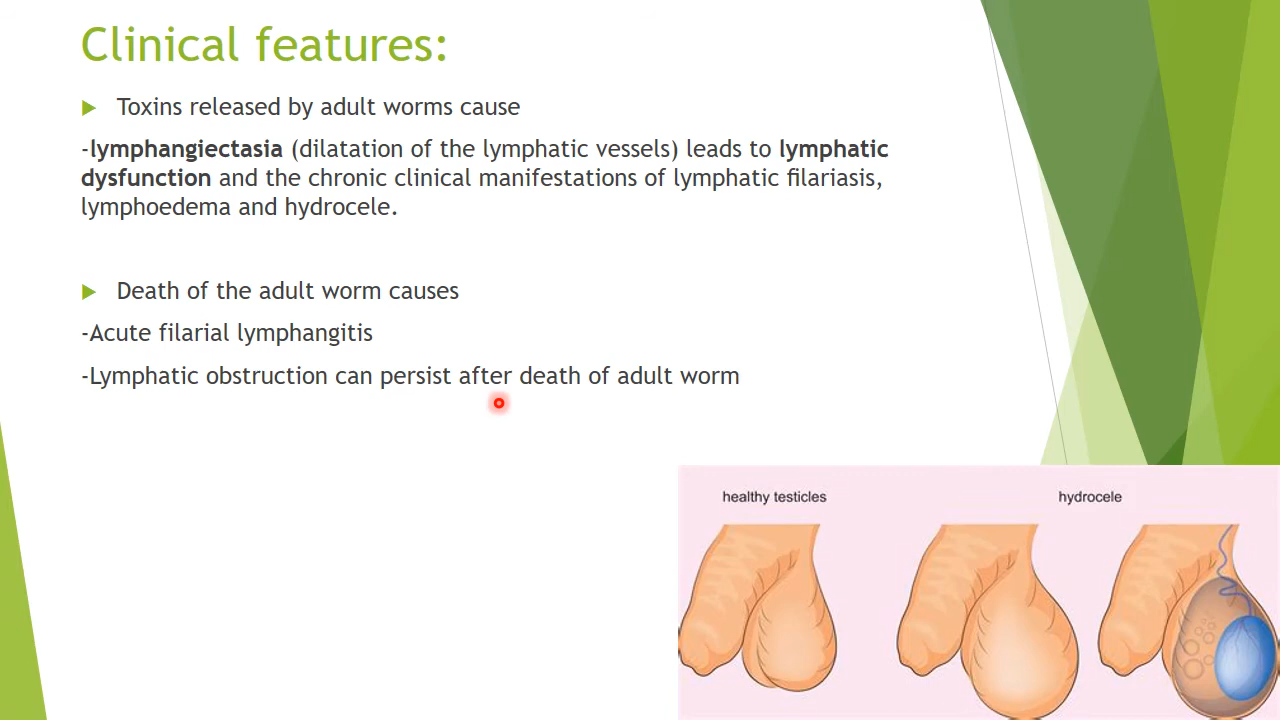 Clinical features:
Toxins released by adult worms cause
-lymphangiectasia (dilatation of the lymphatic vessels) leads to lymphatic
dysfunction and the chronic clinical manifestations of lymphatic filariasis,
lymphoedema and hydrocele.
Death of the adult worm causes
-Acute filarial lymphangitis
-Lymphatic obstruction can persist after death of adult worm
healthy testicles
hydrocele